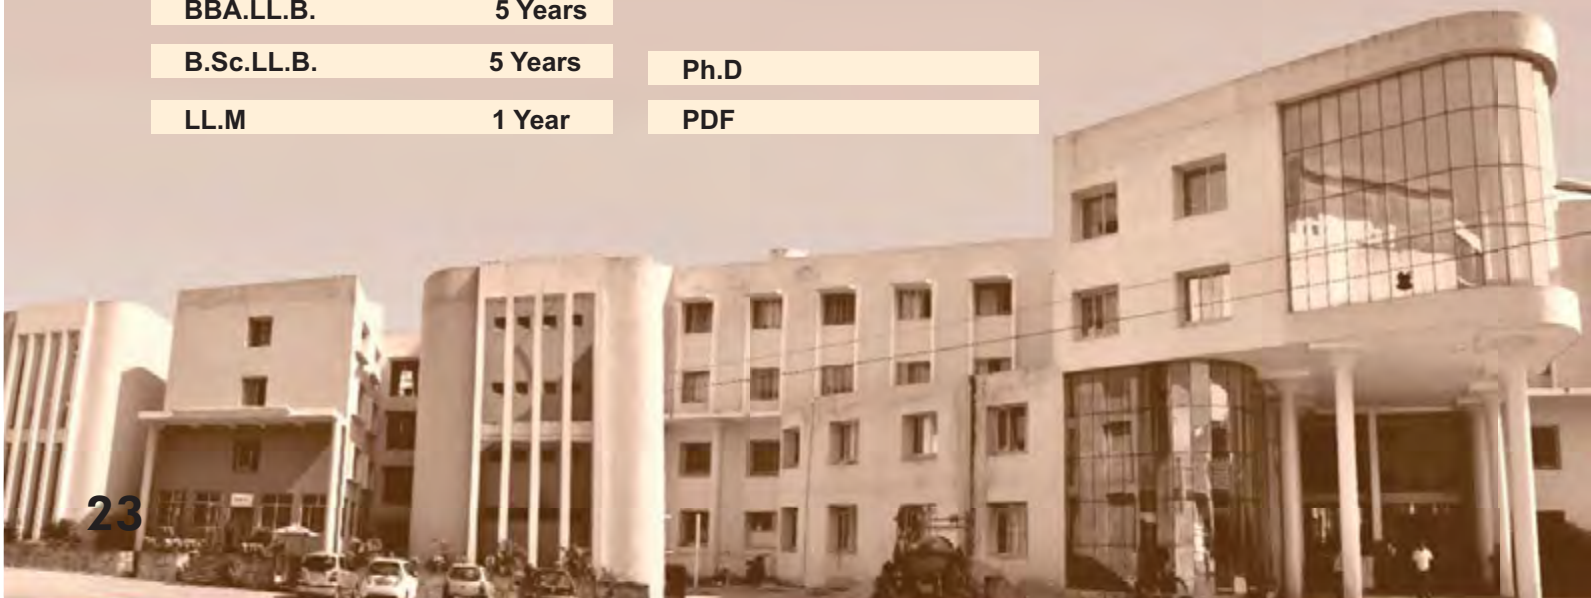 BBA.LL.B. 5 Years
B.Sc.LL.B. 5 Years
LL.M 1 Year
Ph.D
PDF
23